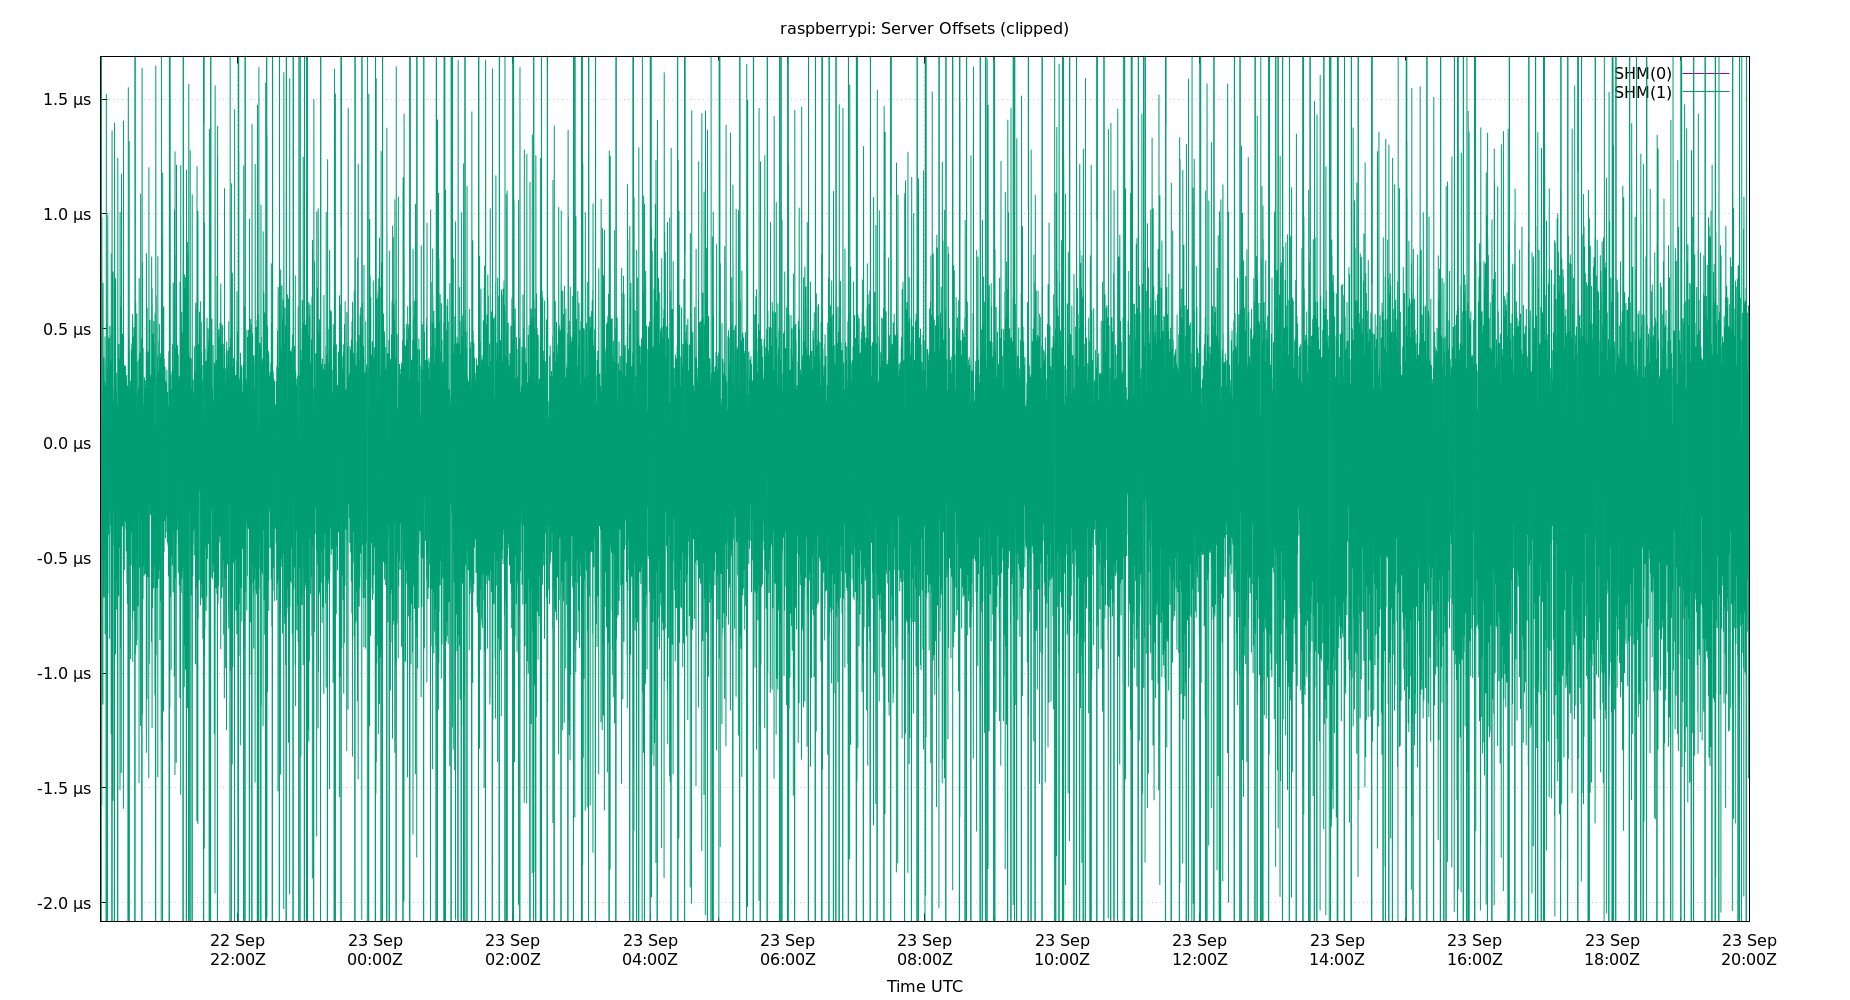 raspberrypi: Server Offsets (clipped)
SHM(0)
SHM(1)
1.5 µs
1.0 µs
0.5 µs
0.0 µs
-0.5 µs
-1.0 µs
-1.5 µs
-2.0 µs
22 Sep 23 Sep 23 Sep 23 Sep 23 Sep 23 Sep 23 Sep 23 Sep 23 Sep 23 Sep 23 Sep 23 Sep
22:00Z 00:00Z 02:00Z 04:00Z 06:00Z 08:00Z 10:00Z 12:00Z 14:00Z 16:00Z 18:00Z 20:00Z
Time UTC